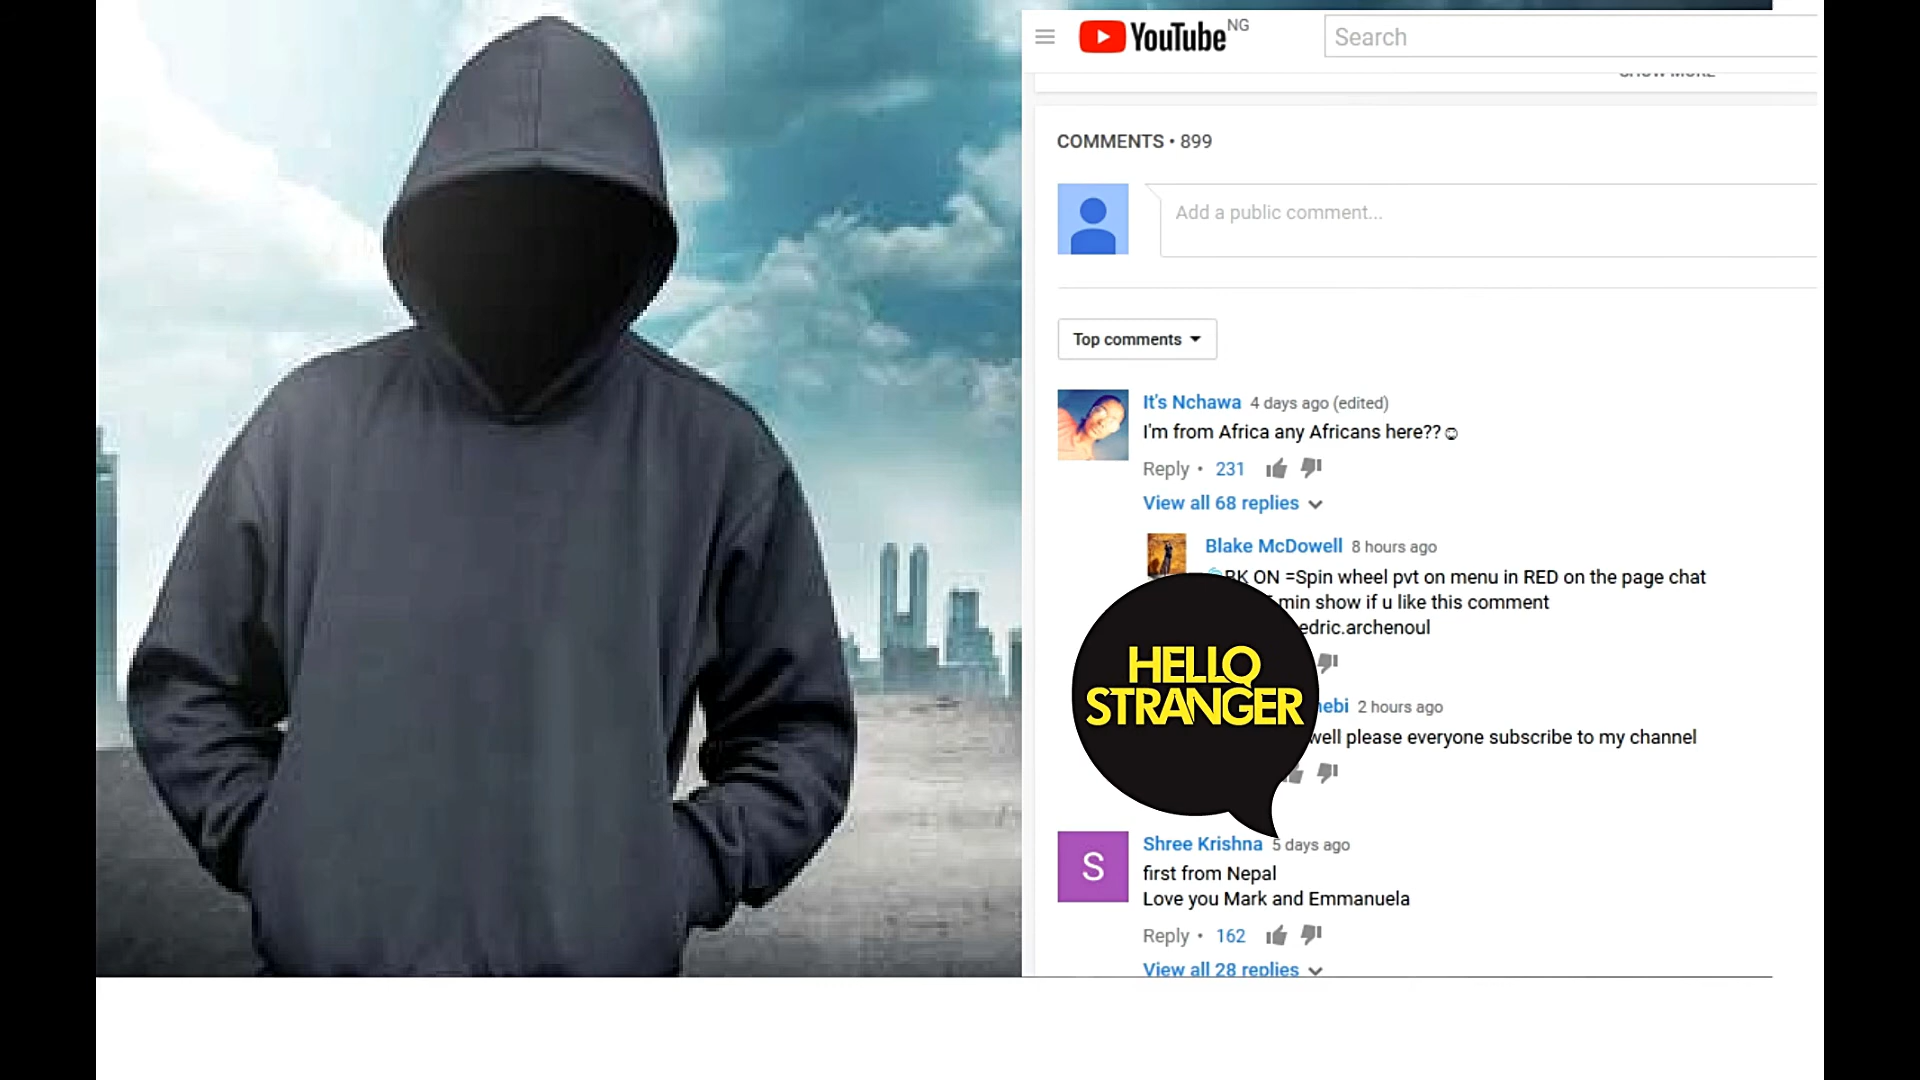 YouTube NG
Search
SHOW MORE
COMMENTS • 899
Add a public comment...
Top comments
It's Nchawa 4 days ago (edited)
I'm from Africa any Africans here??☺
Reply • 231
View all 68 replies
Blake McDowell 8 hours ago
ON =Spin wheel pvt on menu in RED on the page chat
min show if u like this comment
HELLO
STRANGER
2 hours ago
well please everyone subscribe to my channel
S
Shree Krishna 5 days ago
first from Nepal
Love you Mark and Emmanuela
Reply • 162
View all 28 replies